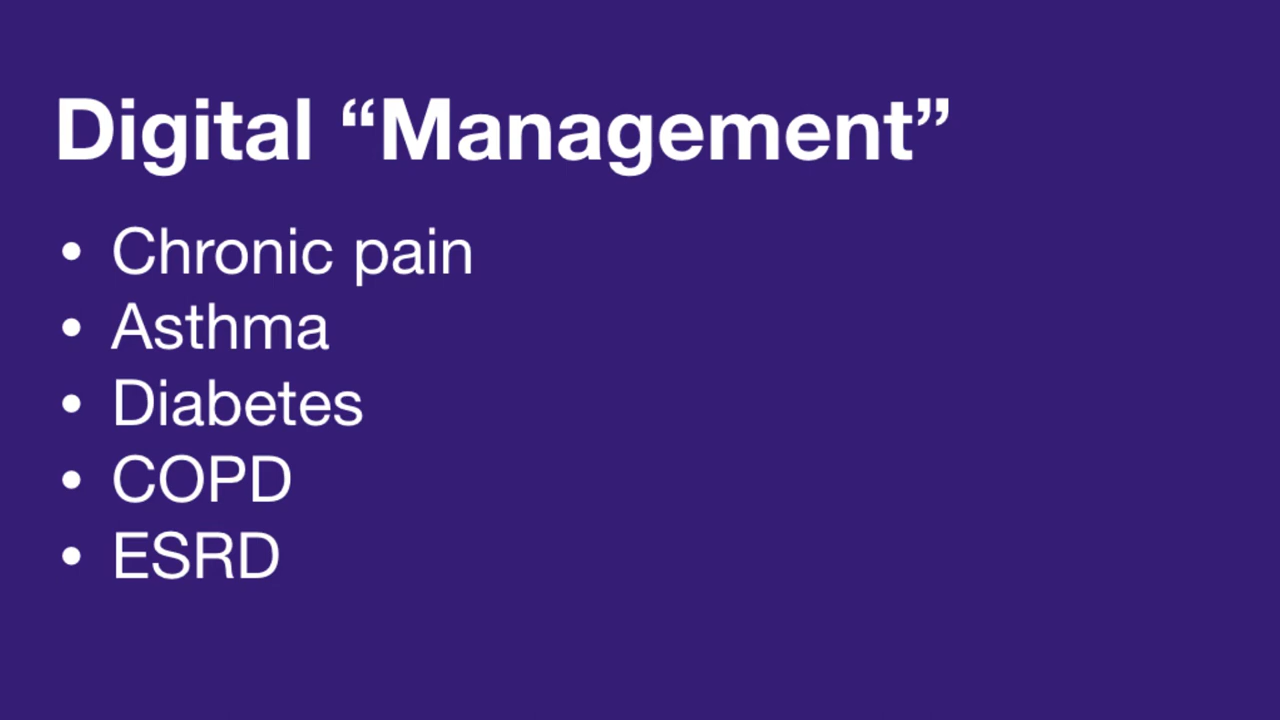 Digital “Management”
• Chronic pain
• Asthma
• Diabetes
• COPD
• ESRD